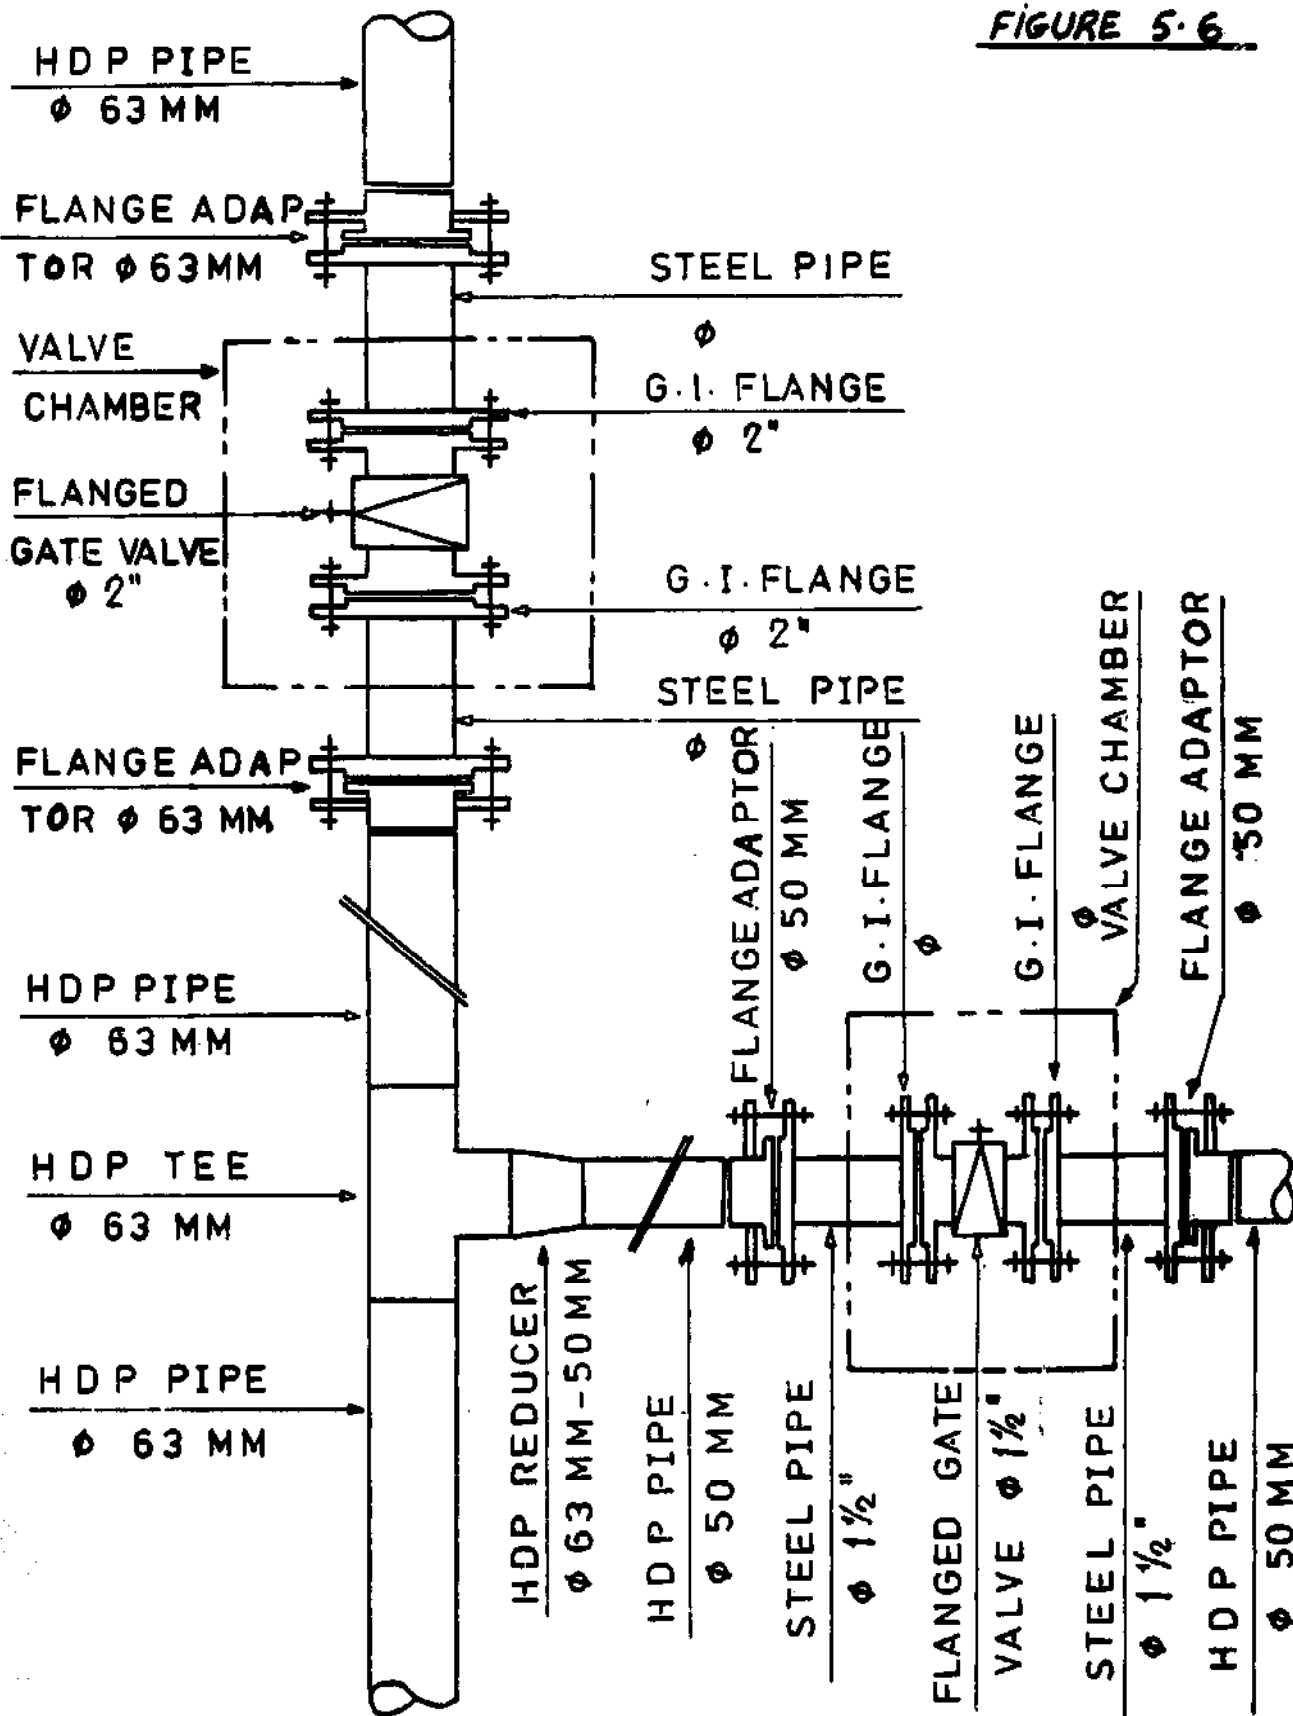 FIGURE 5.6
HDP PIPE
φ 63 MM
FLANGE ADAP
TOR φ 63 MM
STEEL PIPE
φ
VALVE
CHAMBER
G.I. FLANGE
φ 2"
FLANGED
GATE VALVE
φ 2"
G.I. FLANGE
φ 2"
STEEL PIPE
φ
FLANGE ADAP
TOR φ 63 MM
FLANGE ADAPTOR
φ 50 MM
G.I. FLANGE
φ
G.I. FLANGE
φ
VALVE CHAMBER
FLANGE ADAPTOR
φ 50 MM
HDP PIPE
φ 63 MM
HDP TEE
φ 63 MM
HDP PIPE
φ 63 MM
HDP REDUCER
φ 63 MM-50MM
HDP PIPE
φ 50 MM
STEEL PIPE
φ 1½"
FLANGED GATE
VALVE φ 1½"
STEEL PIPE
φ 1½"
HDP PIPE
φ 50 MM